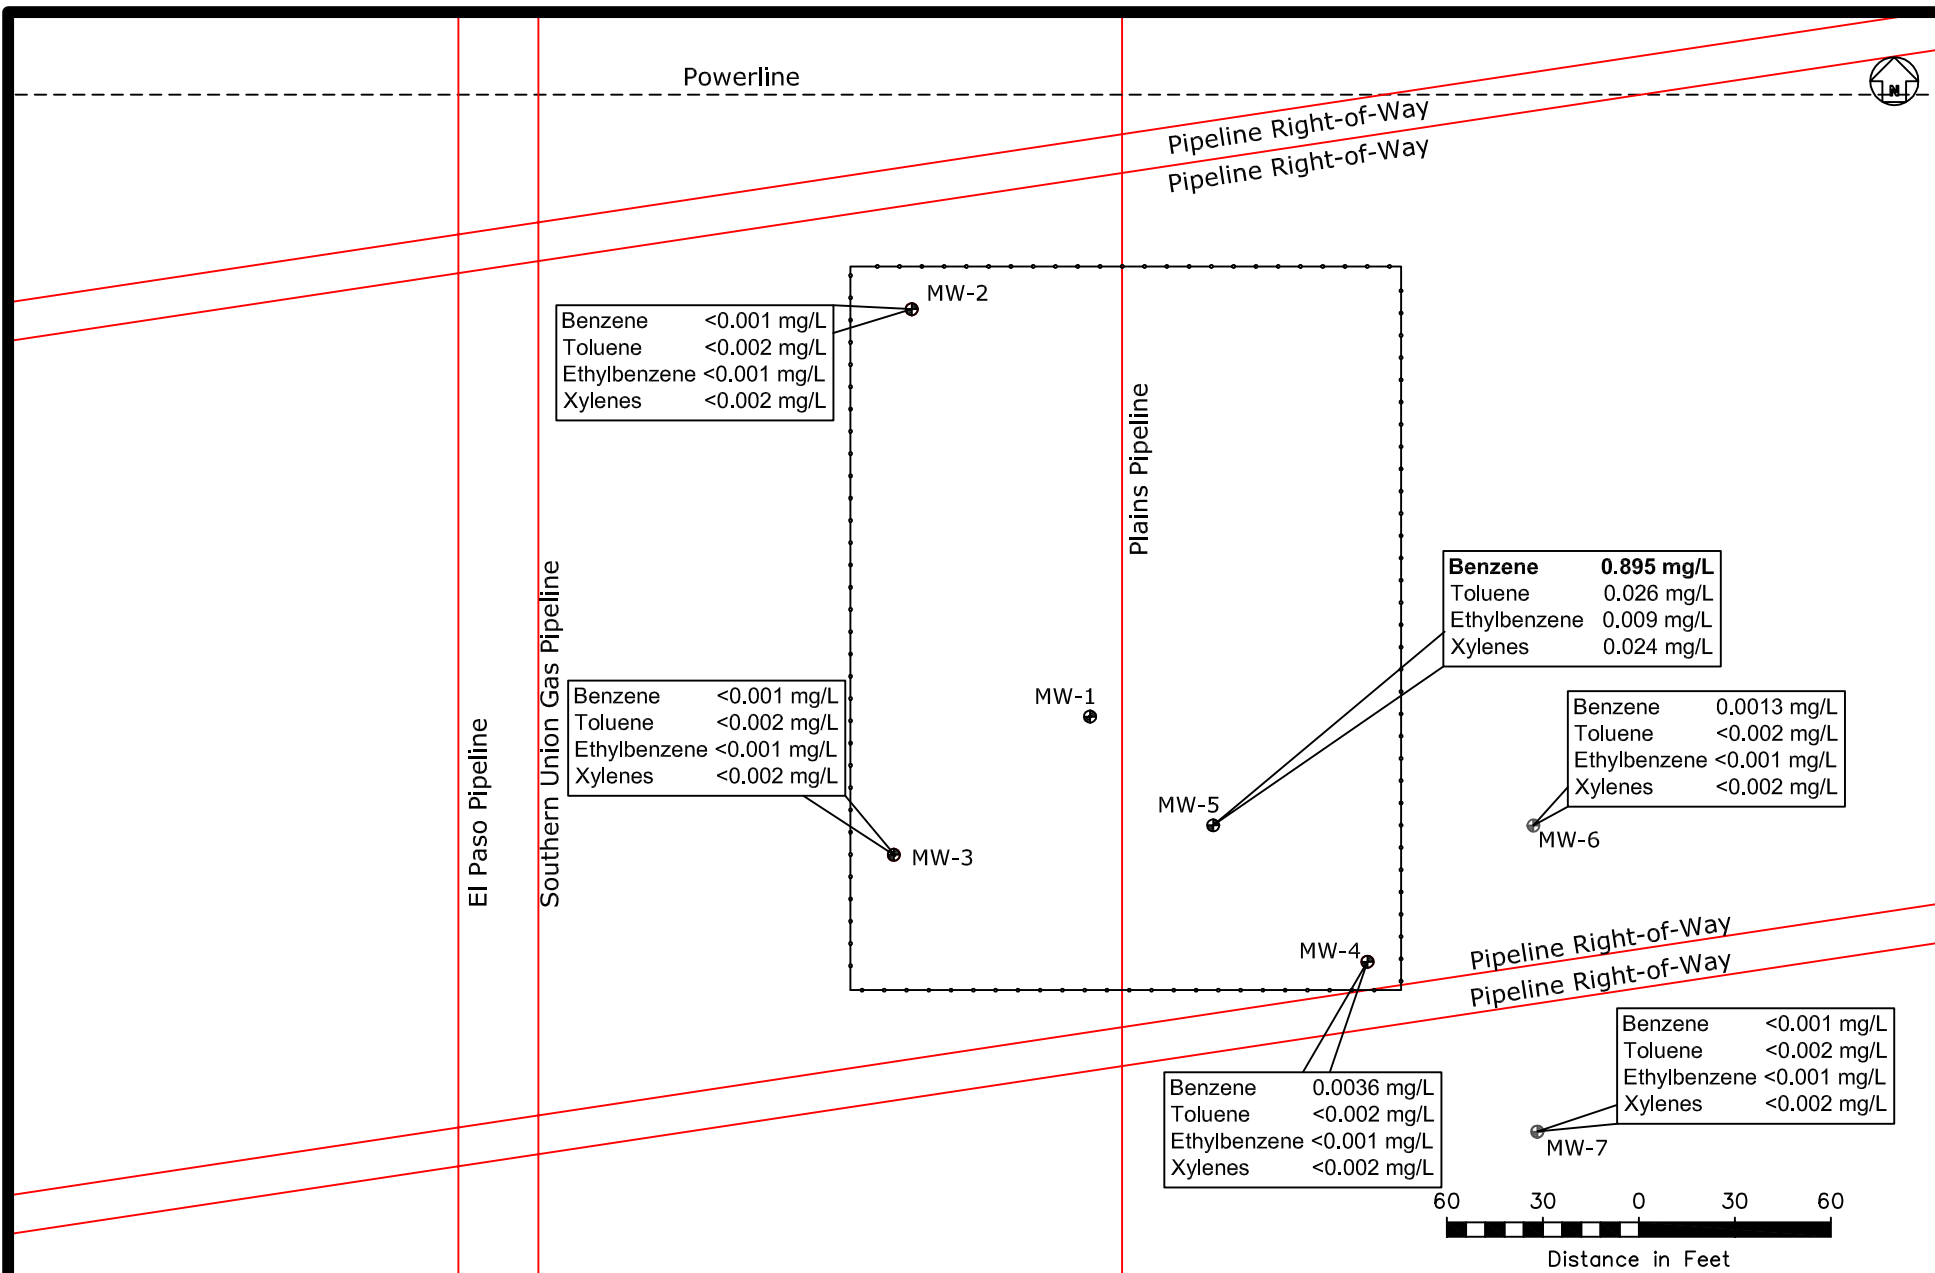 Powerline
N
Pipeline Right-of-Way
Pipeline Right-of-Way
MW-2
Benzene <0.001 mg/L
Toluene <0.002 mg/L
Ethylbenzene <0.001 mg/L
Xylenes <0.002 mg/L
Plains Pipeline
Benzene 0.895 mg/L
Toluene 0.026 mg/L
Ethylbenzene 0.009 mg/L
Xylenes 0.024 mg/L
Southern Union Gas Pipeline
El Paso Pipeline
Benzene <0.001 mg/L
Toluene <0.002 mg/L
Ethylbenzene <0.001 mg/L
Xylenes <0.002 mg/L
MW-1
Benzene 0.0013 mg/L
Toluene <0.002 mg/L
Ethylbenzene <0.001 mg/L
Xylenes <0.002 mg/L
MW-5
MW-6
MW-3
MW-4
Pipeline Right-of-Way
Pipeline Right-of-Way
Benzene <0.001 mg/L
Toluene <0.002 mg/L
Ethylbenzene <0.001 mg/L
Xylenes <0.002 mg/L
Benzene 0.0036 mg/L
Toluene <0.002 mg/L
Ethylbenzene <0.001 mg/L
Xylenes <0.002 mg/L
MW-7
60 30 0 30 60
Distance in Feet